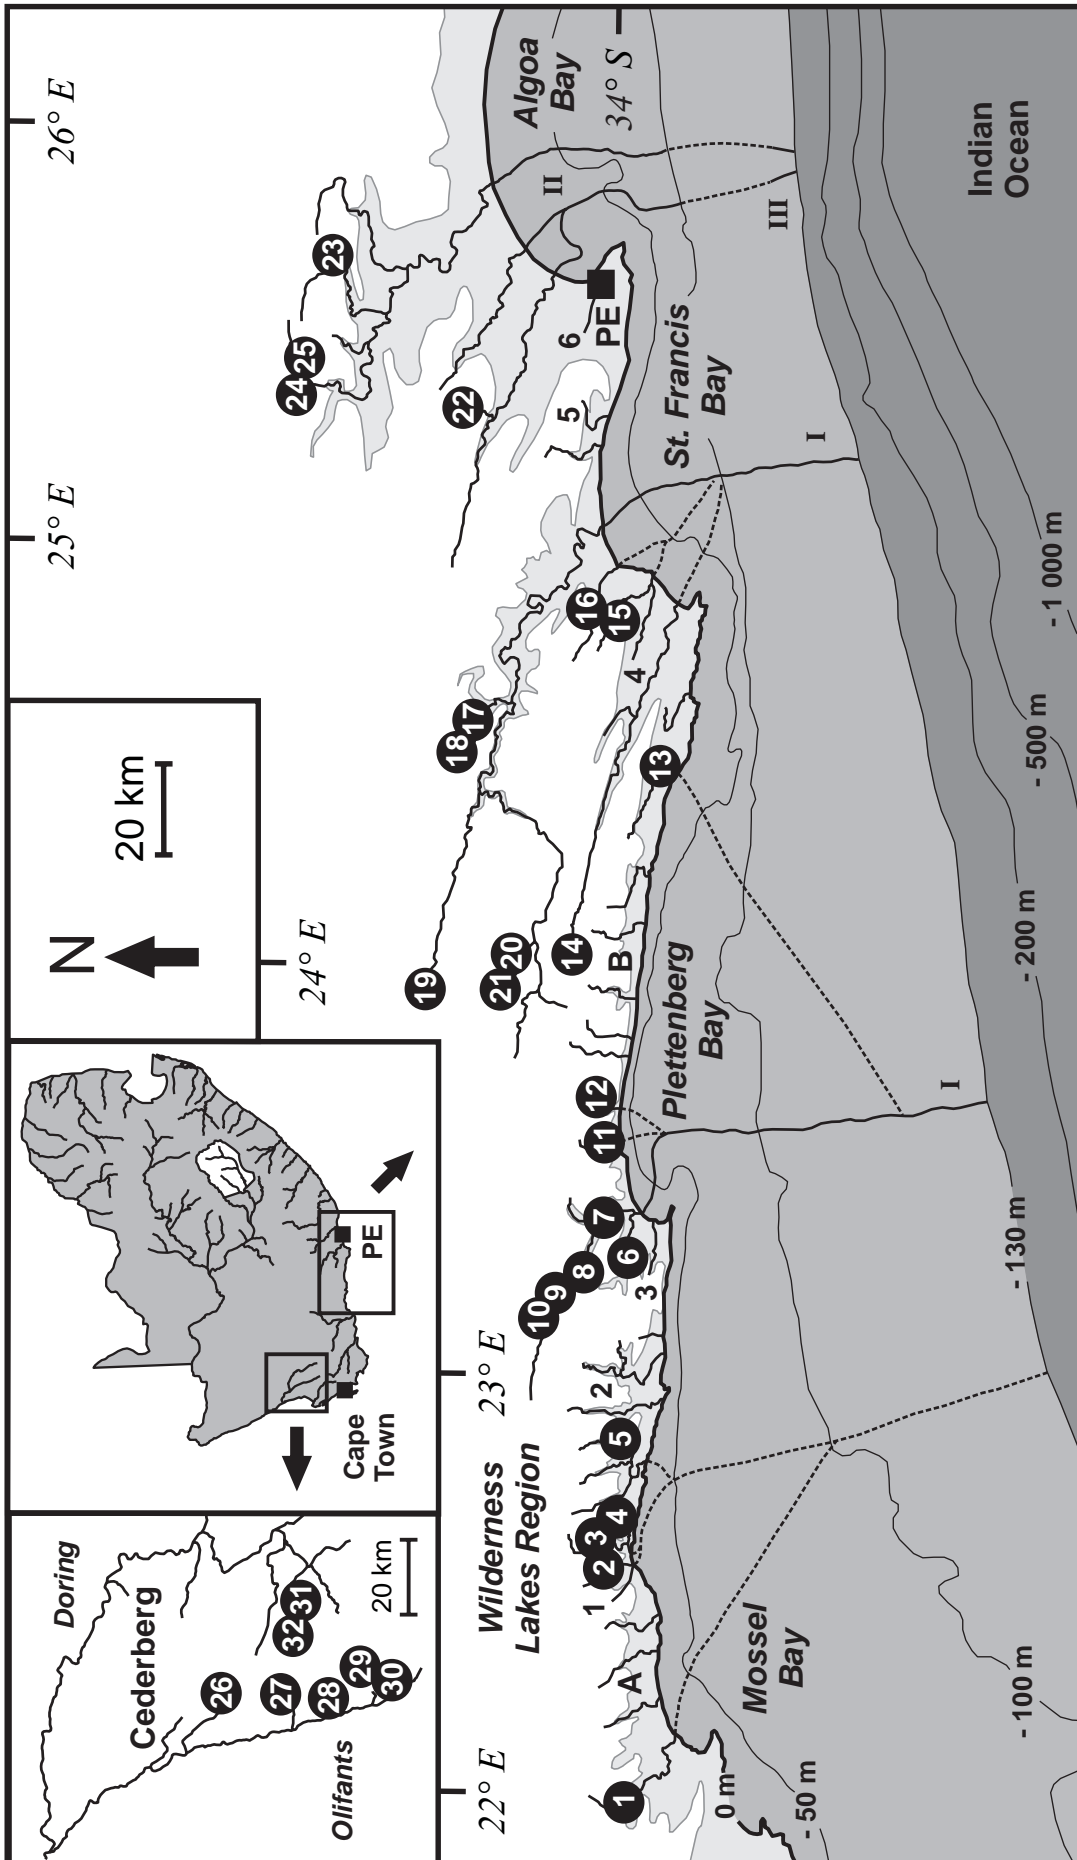 Doring
Cederberg
Olifants
26
27
28
29
30
31
32
20 km
Cape
Town
PE
N
20 km
22° E
23° E
24° E
25° E
26° E
34° S
Wilderness
Lakes Region
1
2
3
4
5
6
7
8
9
10
11
12
13
14
15
16
17
18
19
20
21
22
23
24
25
A
1
2
3
B
4
5
6
PE
Mossel
Bay
Plettenberg
Bay
St. Francis
Bay
Algoa
Bay
I
I
II
III
0 m
- 50 m
- 100 m
- 130 m
- 200 m
- 500 m
- 1 000 m
Indian
Ocean